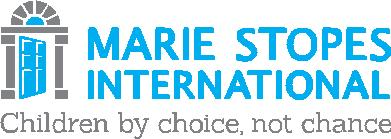 MARIE STOPES
INTERNATIONAL
Children by choice, not chance